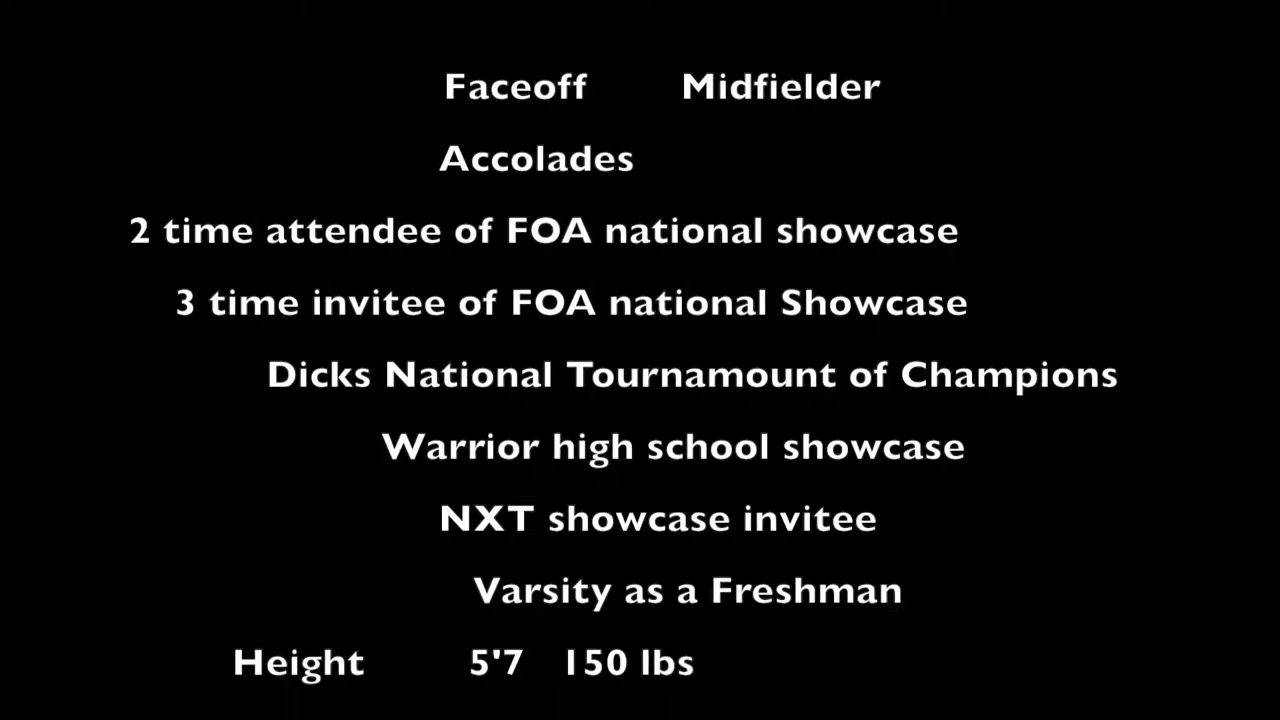 Faceoff Midfielder
Accolades
2 time attendee of FOA national showcase
3 time invitee of FOA national Showcase
Dicks National Tournamount of Champions
Warrior high school showcase
NXT showcase invitee
Varsity as a Freshman
Height 5'7 150 lbs